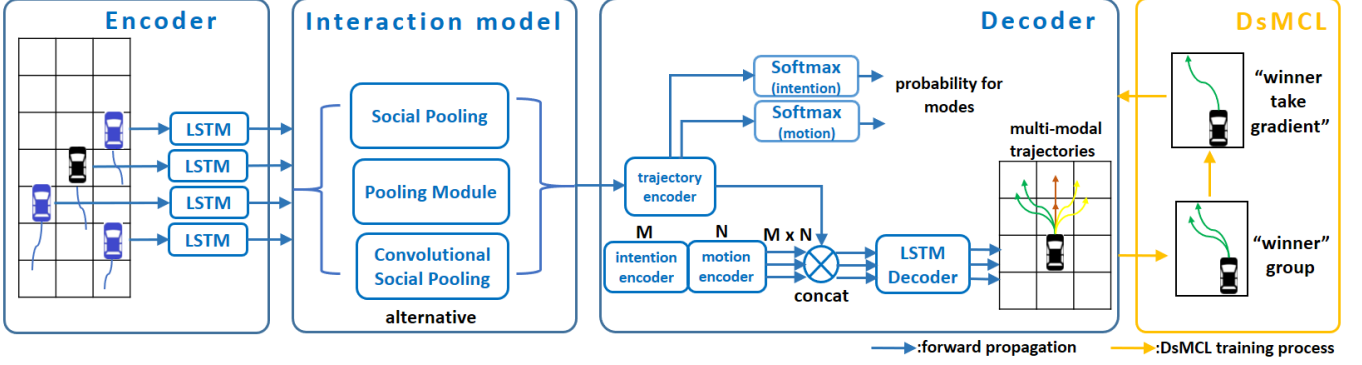 Encoder
LSTM
LSTM
LSTM
LSTM
Interaction model
Social Pooling
Pooling Module
Convolutional
Social Pooling
alternative
Decoder
Softmax
(intention)
Softmax
(motion)
probability for
modes
trajectory
encoder
M
N
M x N
intention
encoder
motion
encoder
concat
LSTM
Decoder
multi-modal
trajectories
DsMCL
"winner
take
gradient"
"winner"
group
:forward propagation
:DsMCL training process